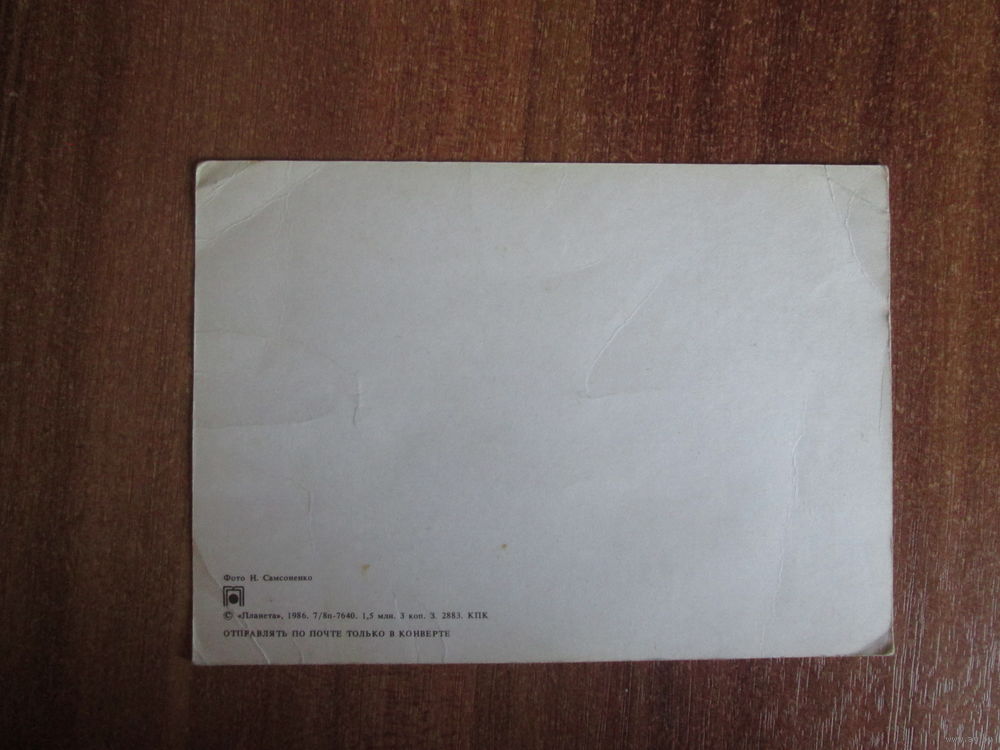 Фото Н. Самсоненко
© «Планета», 1986. 7/8п-7640. 1,5 млн. 3 коп. З. 2883. КПК
ОТПРАВЛЯТЬ ПО ПОЧТЕ ТОЛЬКО В КОНВЕРТЕ